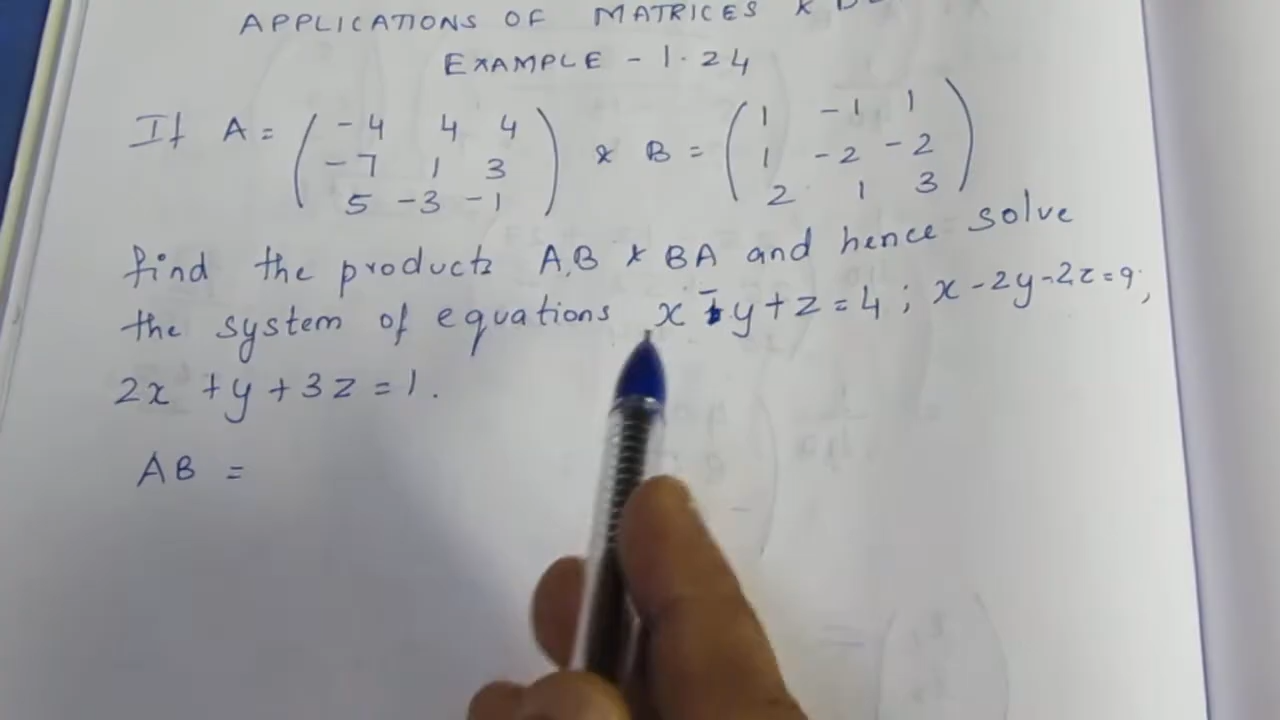 APPLICATIONS OF MATRICES &
EXAMPLE - 1.24
If A = ( -4 4 4 ) & B = ( 1 -1 1 )
-7 1 3 1 -2 -2
5 -3 -1 2 1 3
find the products AB & BA and hence solve
the system of equations x - y + z = 4 ; x - 2y - 2z = 9 ;
2x + y + 3z = 1.
AB =